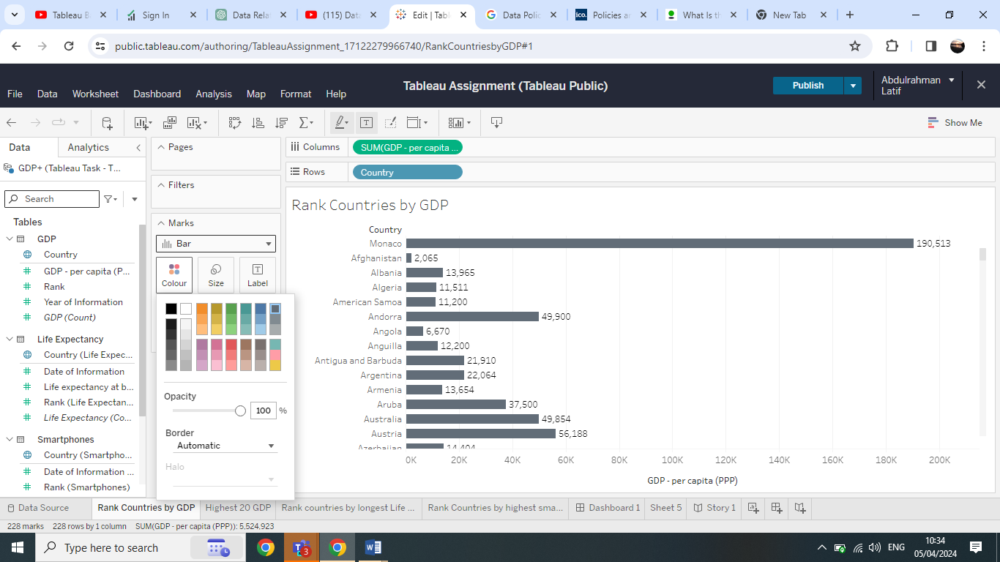 Tableau B
Sign In
Data Rela
(115) Data
Edit | Tabl
Data Polic
ico.
Policies a
What Is th
New Tab
public.tableau.com/authoring/TableauAssignment_17122279966740/RankCountriesbyGDP#1
File Data Worksheet Dashboard Analysis Map Format Help
Tableau Assignment (Tableau Public)
Publish
Abdulrahman
Latif
Show Me
Data Analytics
GDP+ (Tableau Task - T...
Search
Tables
GDP
Country
GDP - per capita (P...
Rank
Year of Information
GDP (Count)
Life Expectancy
Country (Life Expec...
Date of Information
Life expectancy at b...
Rank (Life Expectan...
Life Expectancy (Co...
Smartphones
Country (Smartpho...
Date of Information ...
Rank (Smartphones)
Pages
Filters
Marks
Bar
Colour Size Label
Opacity
100 %
Border
Automatic
Halo
Columns SUM(GDP - per capita ...
Rows Country
Rank Countries by GDP
Country
Monaco 190,513
Afghanistan 2,065
Albania 13,965
Algeria 11,511
American Samoa 11,200
Andorra 49,900
Angola 6,670
Anguilla 12,200
Antigua and Barbuda 21,910
Argentina 22,064
Armenia 13,654
Aruba 37,500
Australia 49,854
Austria 56,188
Azerbaijan 14,404
0K 20K 40K 60K 80K 100K 120K 140K 160K 180K 200K
GDP - per capita (PPP)
Data Source Rank Countries by GDP Highest 20 GDP Rank countries by longest Life ... Rank Countries by highest sma... Dashboard 1 Sheet 5 Story 1
228 marks 228 rows by 1 column SUM(GDP - per capita (PPP)): 5,524,923
Type here to search
3
ENG
10:34
05/04/2024